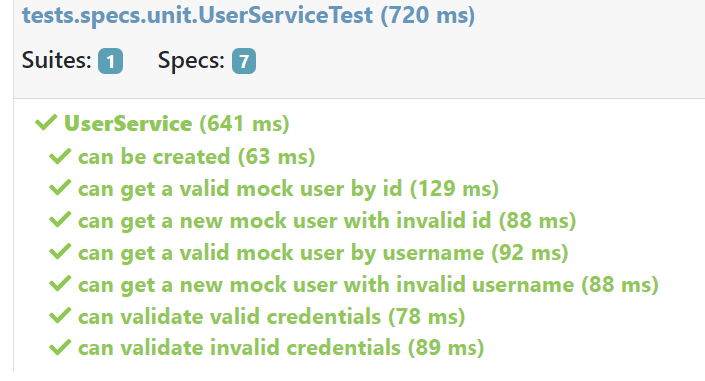 tests.specs.unit.UserServiceTest (720 ms)
Suites: 1 Specs: 7
UserService (641 ms)
can be created (63 ms)
can get a valid mock user by id (129 ms)
can get a new mock user with invalid id (88 ms)
can get a valid mock user by username (92 ms)
can get a new mock user with invalid username (88 ms)
can validate valid credentials (78 ms)
can validate invalid credentials (89 ms)